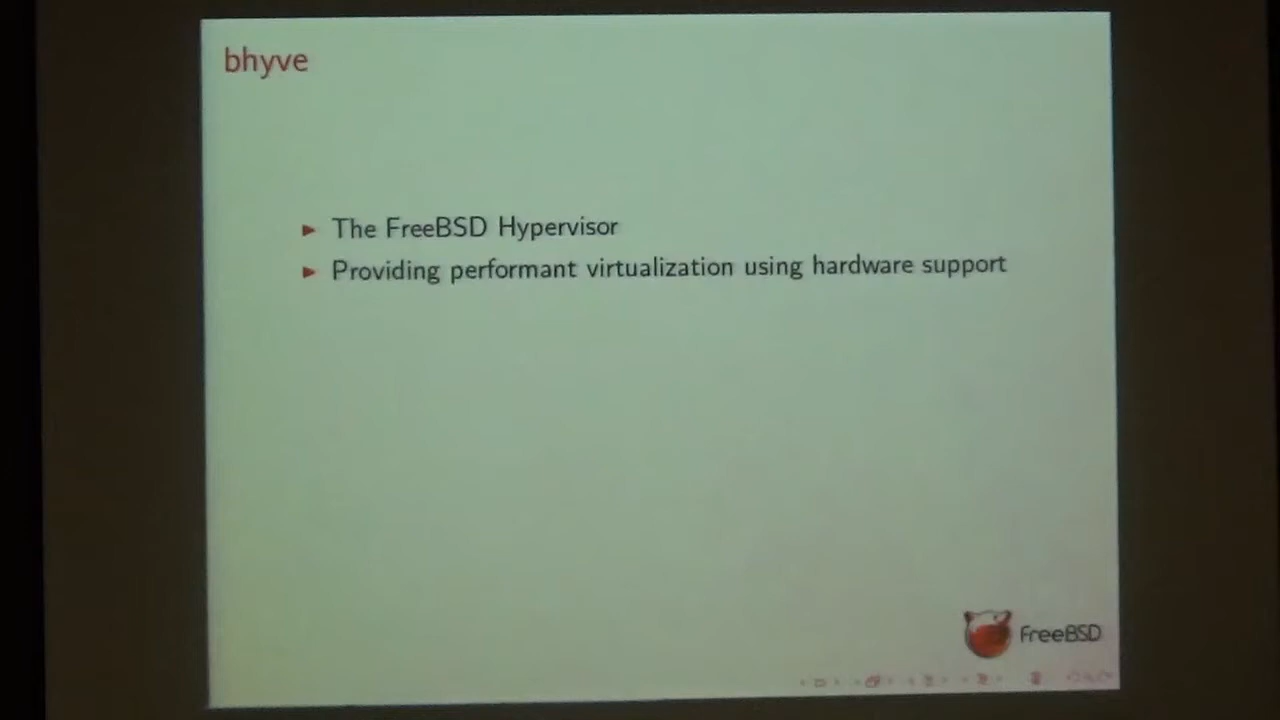 bhyve
The FreeBSD Hypervisor
Providing performant virtualization using hardware support
FreeBSD